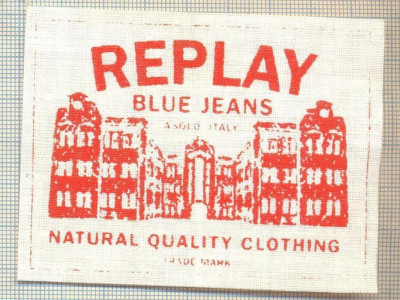 REPLAY
BLUE JEANS
ASOLO ITALY
NATURAL QUALITY CLOTHING
TRADE MARK